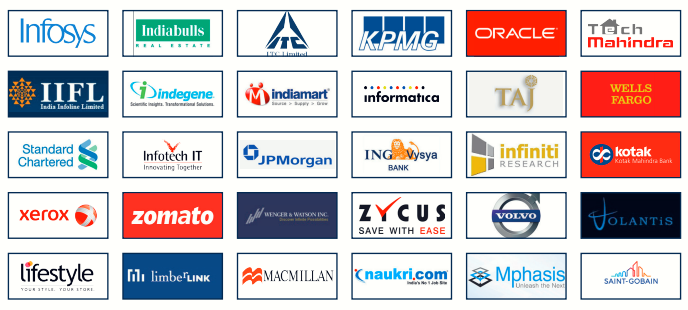 Infosys
Indiabulls
REAL ESTATE
ITC Limited
KPMG
ORACLE
Tech
Mahindra
IIFL
India Infoline Limited
indegene
Scientific Insights. Transformational Solutions.
indiamart
Source > Supply > Grow
informatica
TAJ
WELLS
FARGO
Standard
Chartered
Infotech IT
Innovating Together
JPMorgan
ING Vysya
BANK
infiniti
RESEARCH
kotak
Kotak Mahindra Bank
xerox
zomato
WENGER & WATSON INC.
ZYCUS
SAVE WITH EASE
VOLVO
VOLANTiS
lifestyle
YOUR STYLE. YOUR STORE.
limberLINK
MACMILLAN
naukri.com
India's No 1 Job Site
Mphasis
Unleash the Next
SAINT-GOBAIN